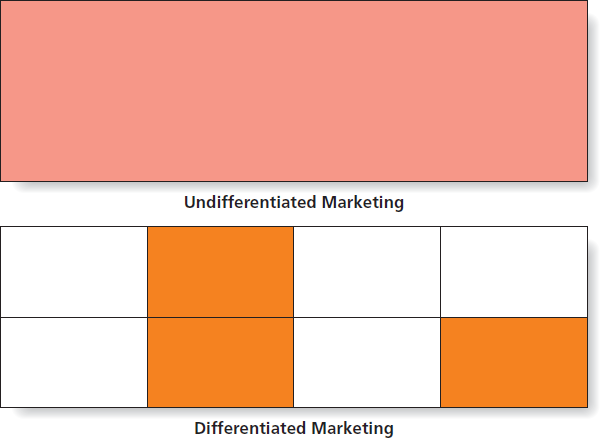 Undifferentiated Marketing
Differentiated Marketing